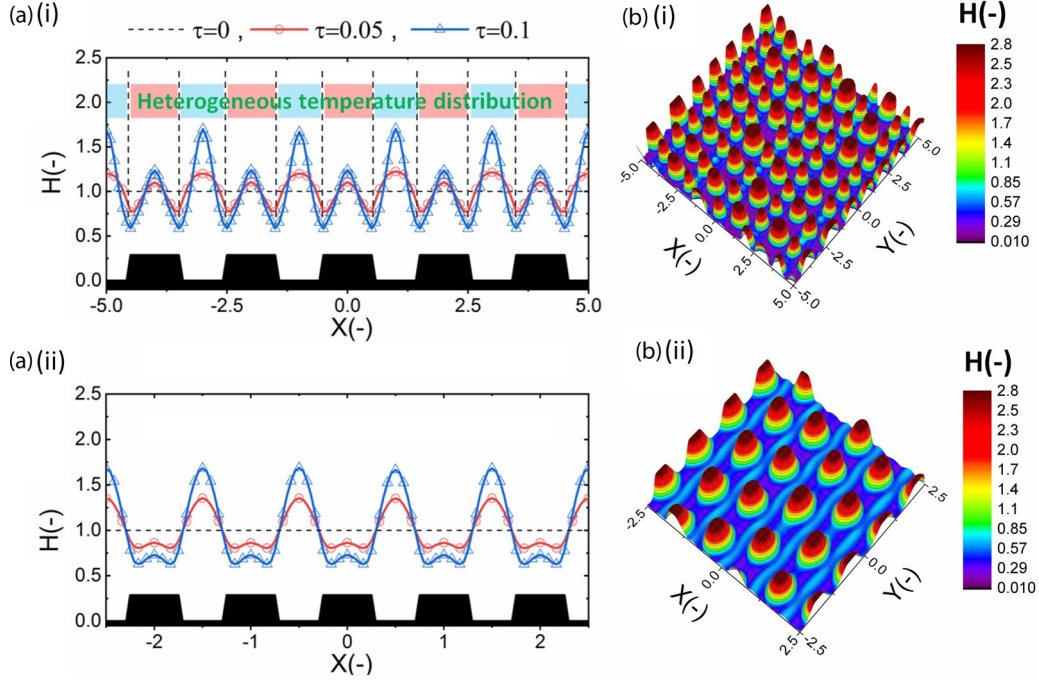 (a) (i)
τ=0 , τ=0.05 , τ=0.1
2.5
2.0
1.5
1.0
0.5
0.0
H(-)
Heterogeneous temperature distribution
-5.0 -2.5 0.0 2.5 5.0
X(-)
(b) (i)
H(-)
2.8
2.5
2.3
2.0
1.7
1.4
1.1
0.85
0.57
0.29
0.010
-5.0
-2.5
0.0
2.5
5.0
X(-)
-5.0
-2.5
0.0
2.5
5.0
Y(-)
(a) (ii)
2.5
2.0
1.5
1.0
0.5
0.0
H(-)
-2 -1 0 1 2
X(-)
(b) (ii)
H(-)
2.8
2.5
2.3
2.0
1.7
1.4
1.1
0.85
0.57
0.29
0.010
-2.5
0.0
2.5
X(-)
-2.5
0.0
2.5
Y(-)